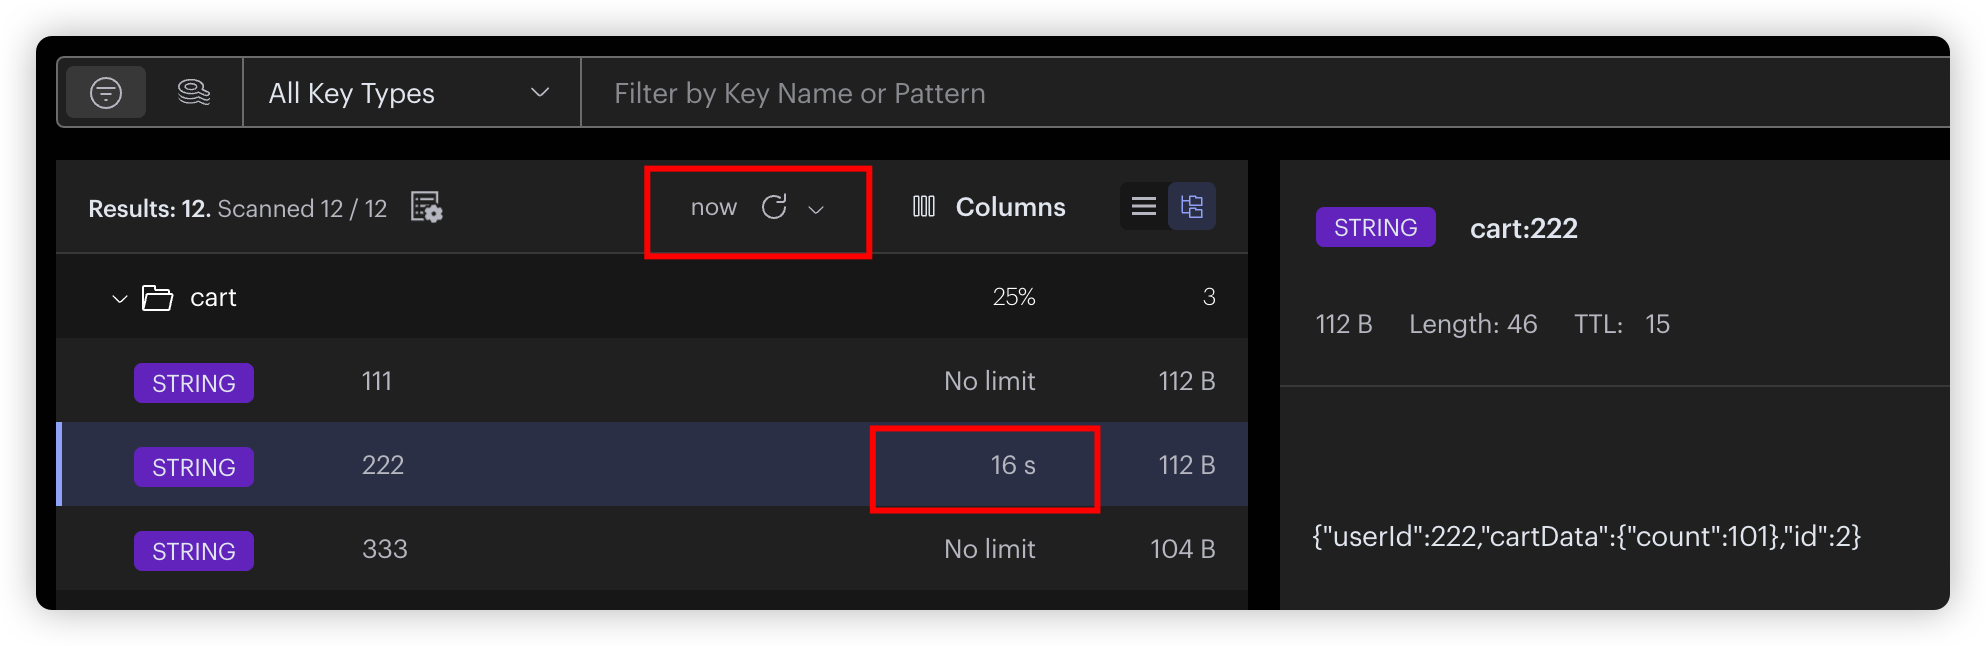 All Key Types
Filter by Key Name or Pattern
Results: 12. Scanned 12 / 12
now
Columns
cart 25% 3
STRING 111 No limit 112 B
STRING 222 16 s 112 B
STRING 333 No limit 104 B
STRING cart:222
112 B Length: 46 TTL: 15
{"userId":222,"cartData":{"count":101},"id":2}